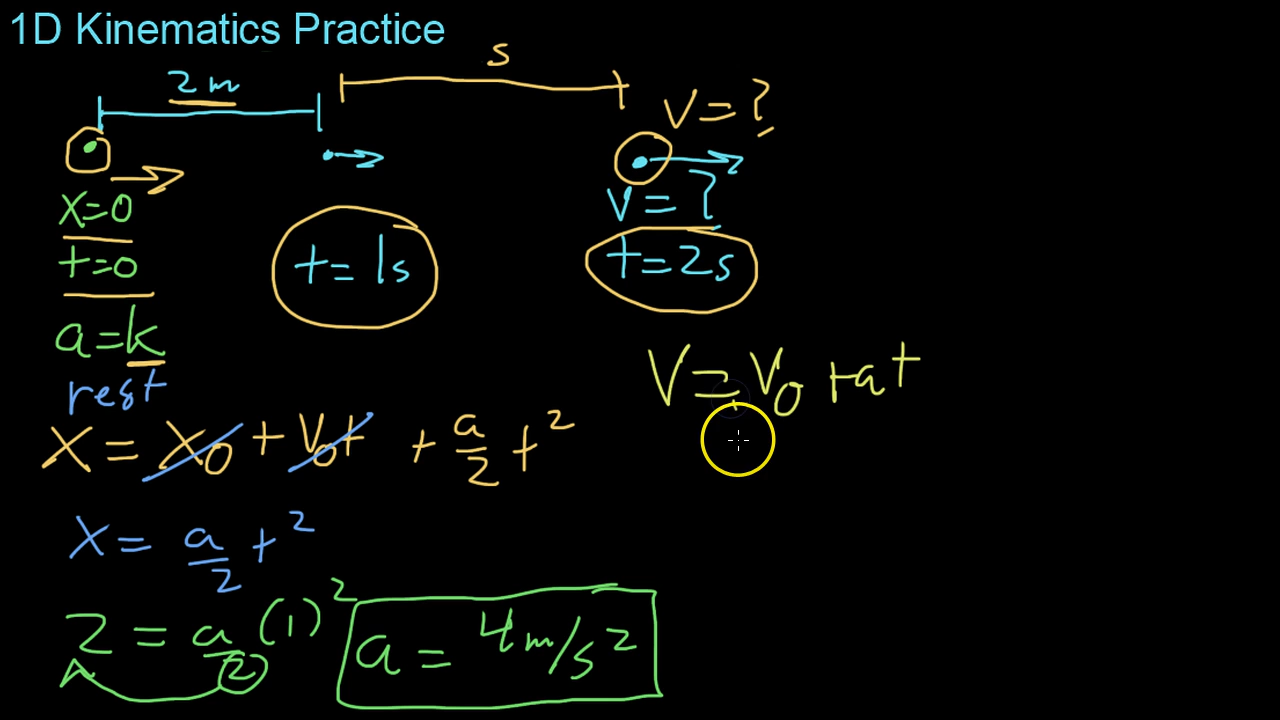 1D Kinematics Practice
2m
s
v=?
x=0
t=0
a=k
rest
t=1s
v=?
t=2s
v=v₀+at
x=x₀+v₀t+a/2 t²
x=a/2 t²
2=a/2 (1)²
a=4m/s²